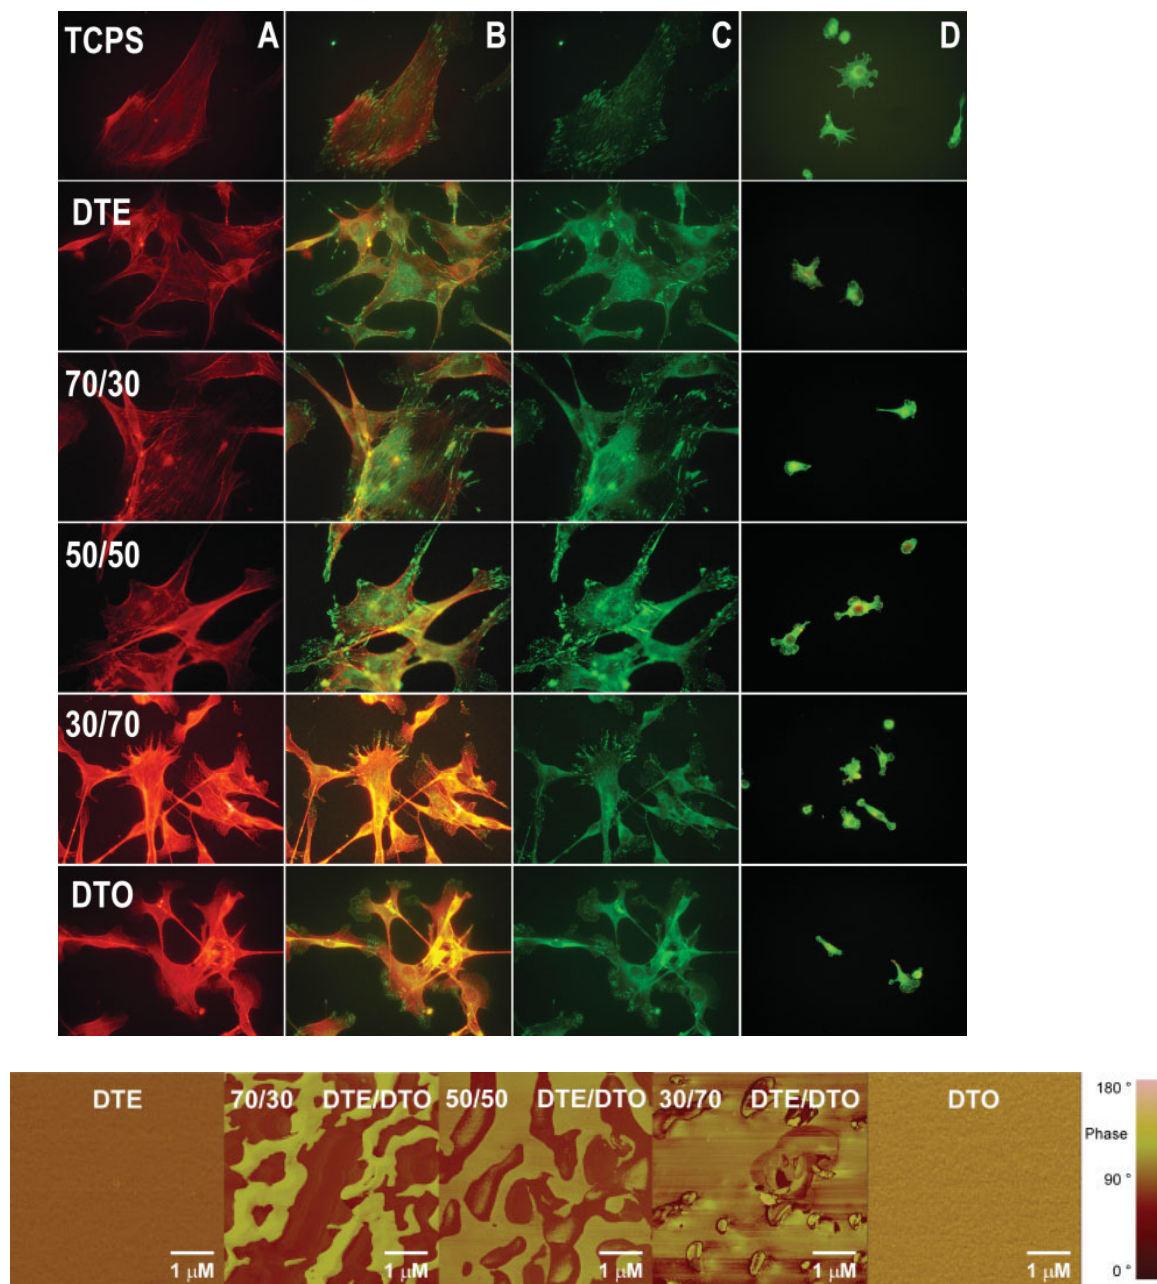 TCPS A B C D
DTE
70/30
50/50
30/70
DTO
DTE 70/30 DTE/DTO 50/50 DTE/DTO 30/70 DTE/DTO DTO
180 °
Phase
90 °
0 °
1 μM 1 μM 1 μM 1 μM 1 μM